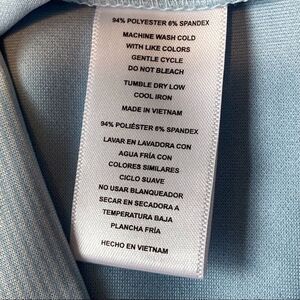 94% POLYESTER 6% SPANDEX
MACHINE WASH COLD
WITH LIKE COLORS
GENTLE CYCLE
DO NOT BLEACH
TUMBLE DRY LOW
COOL IRON
MADE IN VIETNAM
94% POLIÉSTER 6% SPANDEX
LAVAR EN LAVADORA CON
AGUA FRÍA CON
COLORES SIMILARES
CICLO SUAVE
NO USAR BLANQUEADOR
SECAR EN SECADORA A
TEMPERATURA BAJA
PLANCHA FRÍA
HECHO EN VIETNAM